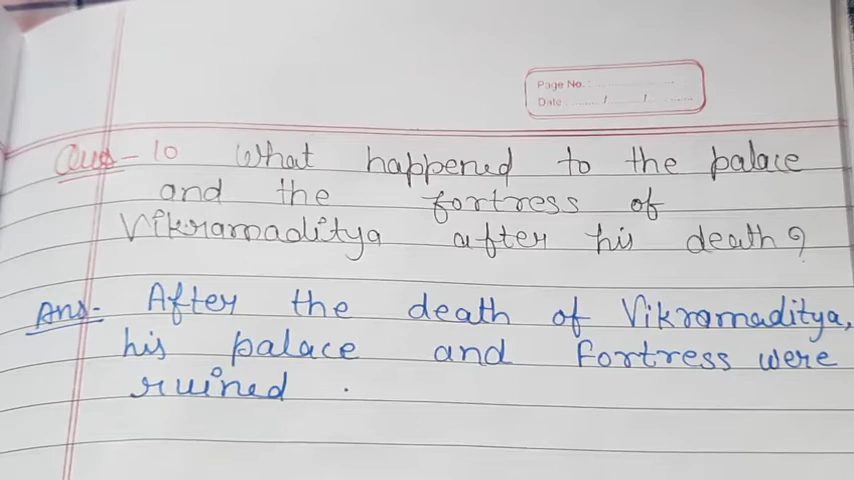 Page No. : ....................
Date ......... / ......... / .........
Ques - 10 What happened to the palace
and the fortress of
Vikramaditya after his death?
Ans - After the death of Vikramaditya,
his palace and fortress were
ruined .